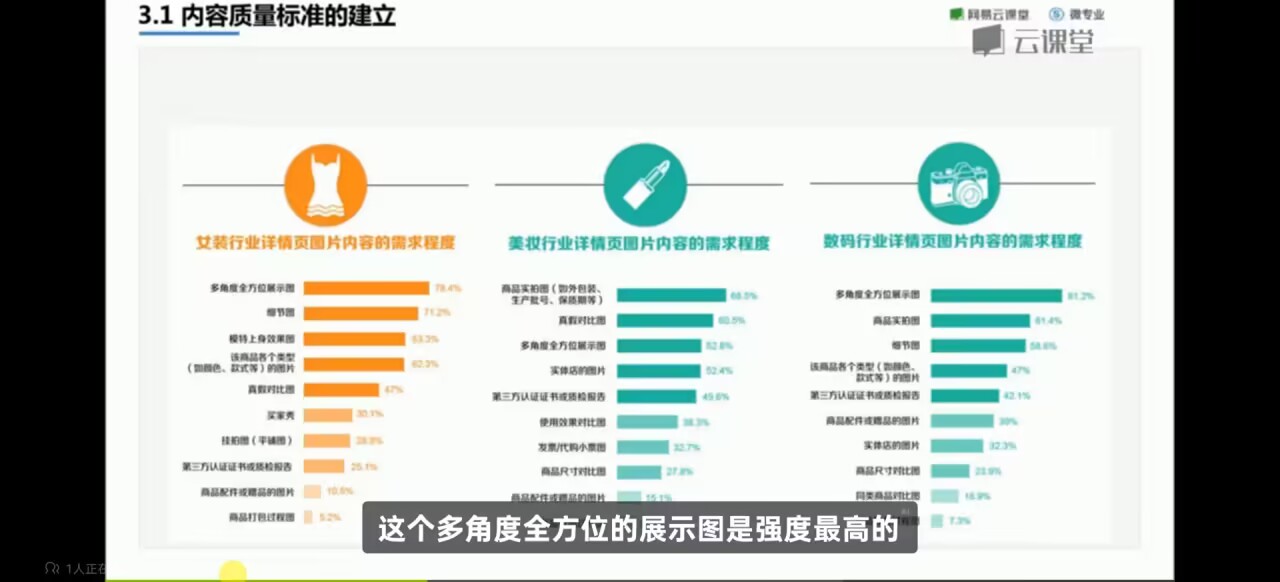 3.1 内容质量标准的建立
网易云课堂
微专业
云课堂
女装行业详情页图片内容的需求程度
多角度全方位展示图 78.4%
细节图 71.2%
模特上身效果图 63.3%
该商品各个类型
(如颜色、款式等)的图片 62.3%
真假对比图 47%
买家秀 30.1%
挂拍图(平铺图)
第三方认证证书或质检报告 25.1%
商品配件或赠品的图片
商品打包过程图 5.2%
美妆行业详情页图片内容的需求程度
商品实拍图(如外包装、
生产批号、保质期等) 68.5%
真假对比图 60.5%
多角度全方位展示图 52.8%
实体店的图片 52.4%
第三方认证证书或质检报告 49.6%
使用效果对比图 38.3%
发票/代购小票图 32.7%
商品尺寸对比图 27.8%
商品配件或赠品的图片 15.1%
数码行业详情页图片内容的需求程度
多角度全方位展示图 81.2%
商品实拍图 61.4%
细节图 58.6%
该商品各个类型(如颜色、
款式等)的图片 47%
第三方认证证书或质检报告 42.1%
商品配件或赠品的图片 39%
实体店的图片 32.3%
商品尺寸对比图 23.9%
同类商品对比图 16.9%
7.3%
这个多角度全方位的展示图是强度最高的
1人正在